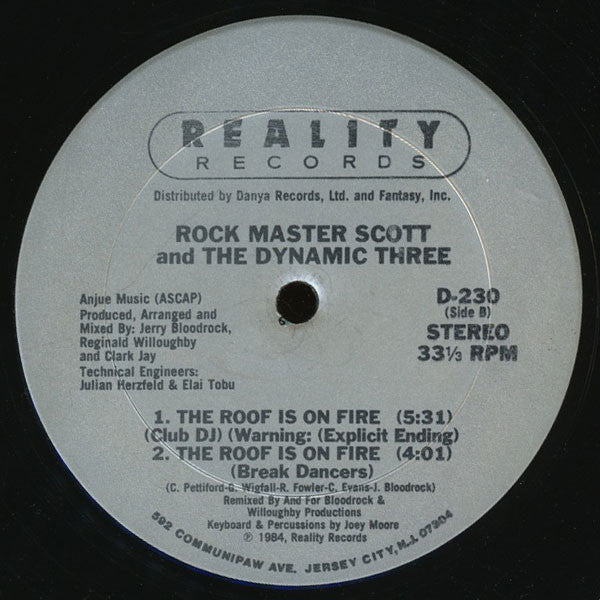 REALITY
RECORDS
Distributed by Danya Records, Ltd. and Fantasy, Inc.
ROCK MASTER SCOTT
and THE DYNAMIC THREE
Anjue Music (ASCAP)
Produced, Arranged and
Mixed By: Jerry Bloodrock,
Reginald Willoughby
and Clark Jay
Technical Engineers:
Julian Herzfeld & Elai Tobu
D-230
(Side B)
STEREO
33⅓ RPM
1. THE ROOF IS ON FIRE (5:31)
(Club DJ) (Warning: (Explicit Ending)
2. THE ROOF IS ON FIRE (4:01)
(Break Dancers)
(C. Pettiford-G. Wigfall-R. Fowler-C. Evans-J. Bloodrock)
Remixed By And For Bloodrock &
Willoughby Productions
Keyboard & Percussions by Joey Moore
℗ 1984, Reality Records
592 COMMUNIPAW AVE. JERSEY CITY, N.J. 07304